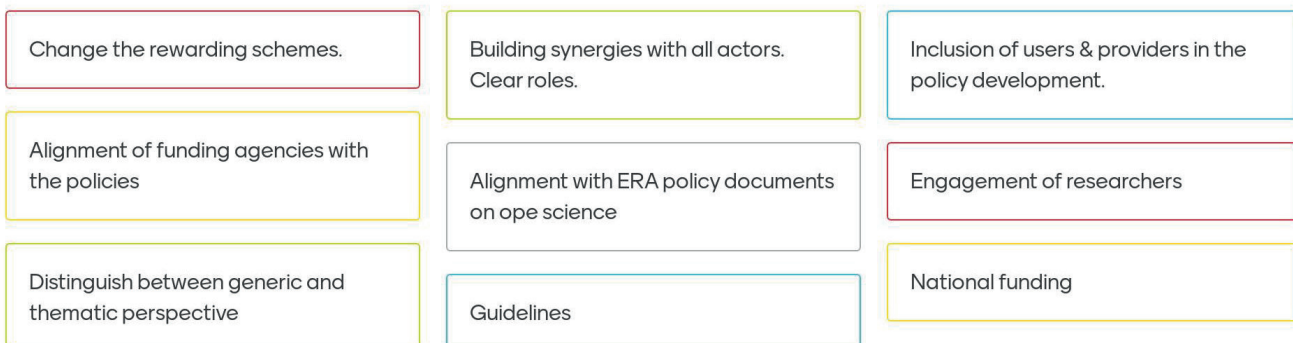 Change the rewarding schemes.
Alignment of funding agencies with
the policies
Distinguish between generic and
thematic perspective
Building synergies with all actors.
Clear roles.
Alignment with ERA policy documents
on ope science
Guidelines
Inclusion of users & providers in the
policy development.
Engagement of researchers
National funding